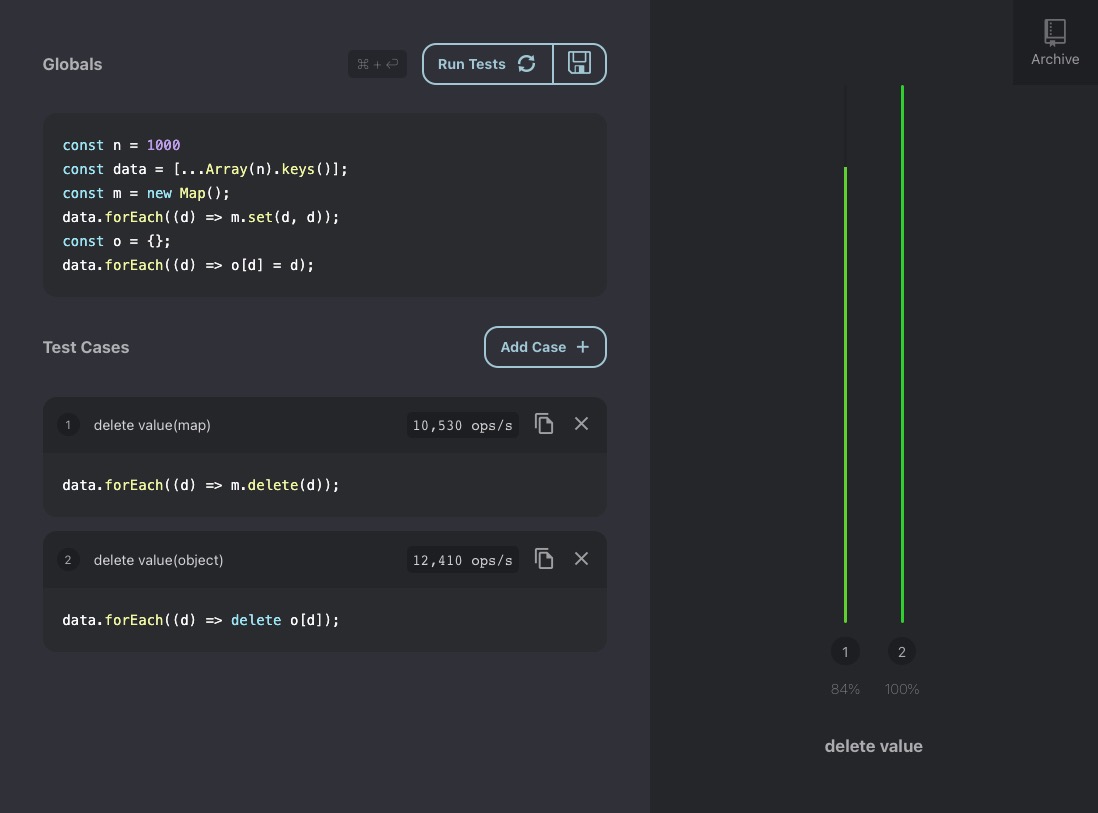 Globals
⌘ + ⏎
Run Tests
Archive
const n = 1000
const data = [...Array(n).keys()];
const m = new Map();
data.forEach((d) => m.set(d, d));
const o = {};
data.forEach((d) => o[d] = d);
Test Cases
Add Case +
1 delete value(map) 10,530 ops/s
data.forEach((d) => m.delete(d));
2 delete value(object) 12,410 ops/s
data.forEach((d) => delete o[d]);
1 2
84% 100%
delete value